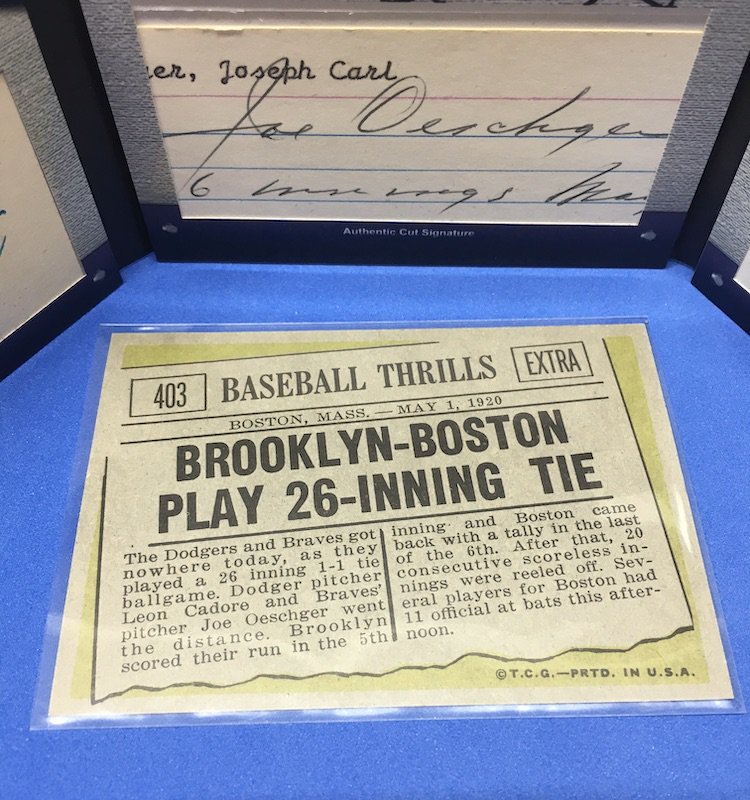 er, Joseph Carl
Joe Oeschge
6 innings Ma
Authentic Cut Signature
403 BASEBALL THRILLS EXTRA
BOSTON, MASS. — MAY 1, 1920
BROOKLYN-BOSTON
PLAY 26-INNING TIE
The Dodgers and Braves got
nowhere today, as they
played a 26 inning 1-1 tie
ballgame. Dodger pitcher
Leon Cadore and Braves'
pitcher Joe Oeschger went
the distance. Brooklyn
scored their run in the 5th
inning and Boston came
back with a tally in the last
of the 6th. After that, 20
consecutive scoreless in-
nings were reeled off. Sev-
eral players for Boston had
11 official at bats this after-
noon.
©T.C.G.—PRTD. IN U.S.A.